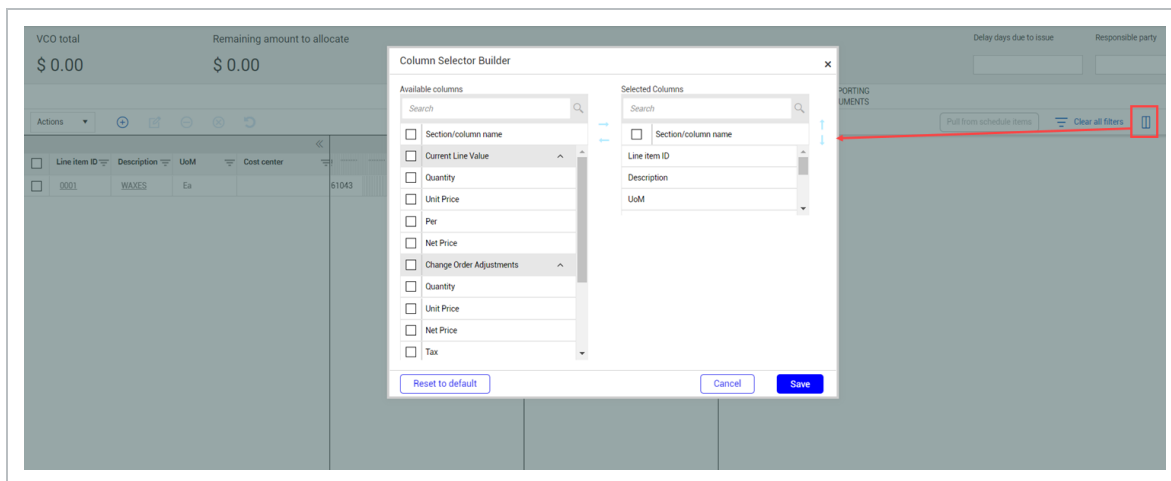 VCO total
Remaining amount to allocate
Delay days due to issue
Responsible party
$ 0.00
$ 0.00
Column Selector Builder
Available columns
Selected Columns
Search
Search
PORTING
UMENTS
Actions
Pull from schedule items
Clear all filters
Section/column name
Section/column name
Line item ID
Description
UoM
Cost center
Current Line Value
Line item ID
Quantity
Description
0001
WAXES
Ea
61043
Unit Price
UoM
Per
Net Price
Change Order Adjustments
Quantity
Unit Price
Net Price
Tax
Reset to default
Cancel
Save